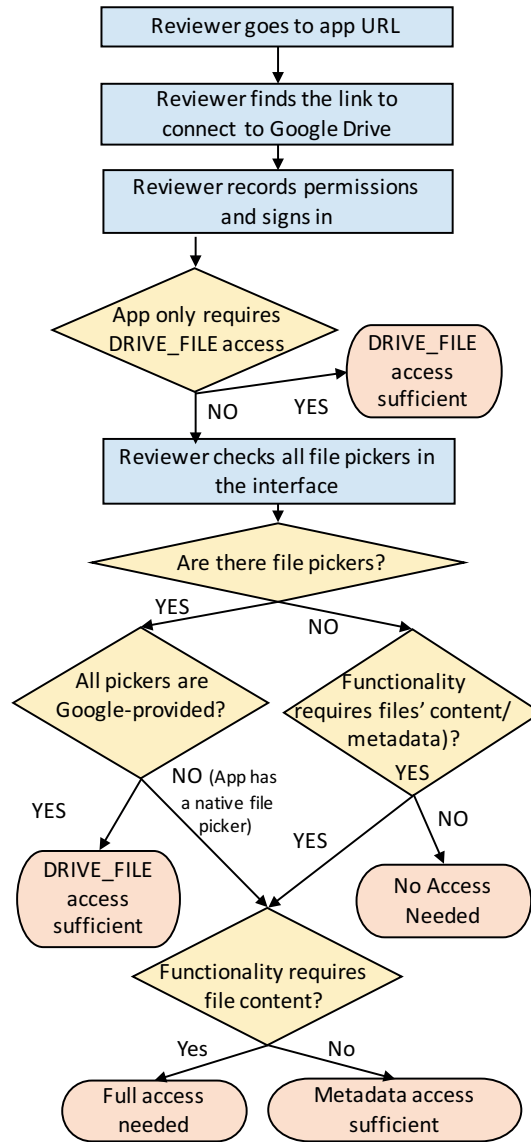 Reviewer goes to app URL
Reviewer finds the link to
connect to Google Drive
Reviewer records permissions
and signs in
App only requires
DRIVE_FILE access
DRIVE_FILE
access
sufficient
NO
YES
Reviewer checks all file pickers in
the interface
Are there file pickers?
YES
NO
All pickers are
Google-provided?
Functionality
requires files’ content/
metadata)?
YES
NO (App has
a native file
picker)
YES
YES
NO
DRIVE_FILE
access
sufficient
No Access
Needed
Functionality requires
file content?
Yes
No
Full access
needed
Metadata access
sufficient